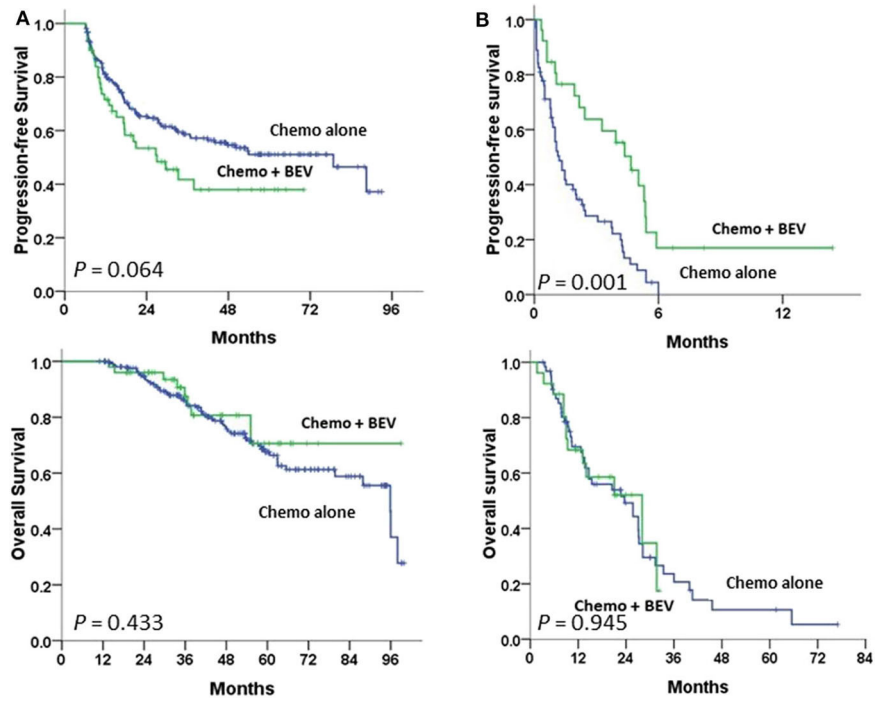 A
Progression-free Survival
1.0
0.8
0.6
0.4
0.2
0.0
Chemo alone
Chemo + BEV
P = 0.064
0 24 48 72 96
Months
B
Progression-free survival
1.0
0.8
0.6
0.4
0.2
0.0
Chemo + BEV
Chemo alone
P = 0.001
0 6 12
Months
Overall Survival
1.0
0.8
0.6
0.4
0.2
0.0
Chemo + BEV
Chemo alone
P = 0.433
0 12 24 36 48 60 72 84 96
Months
Overall survival
1.0
0.8
0.6
0.4
0.2
0.0
Chemo alone
Chemo + BEV
P = 0.945
0 12 24 36 48 60 72 84
Months